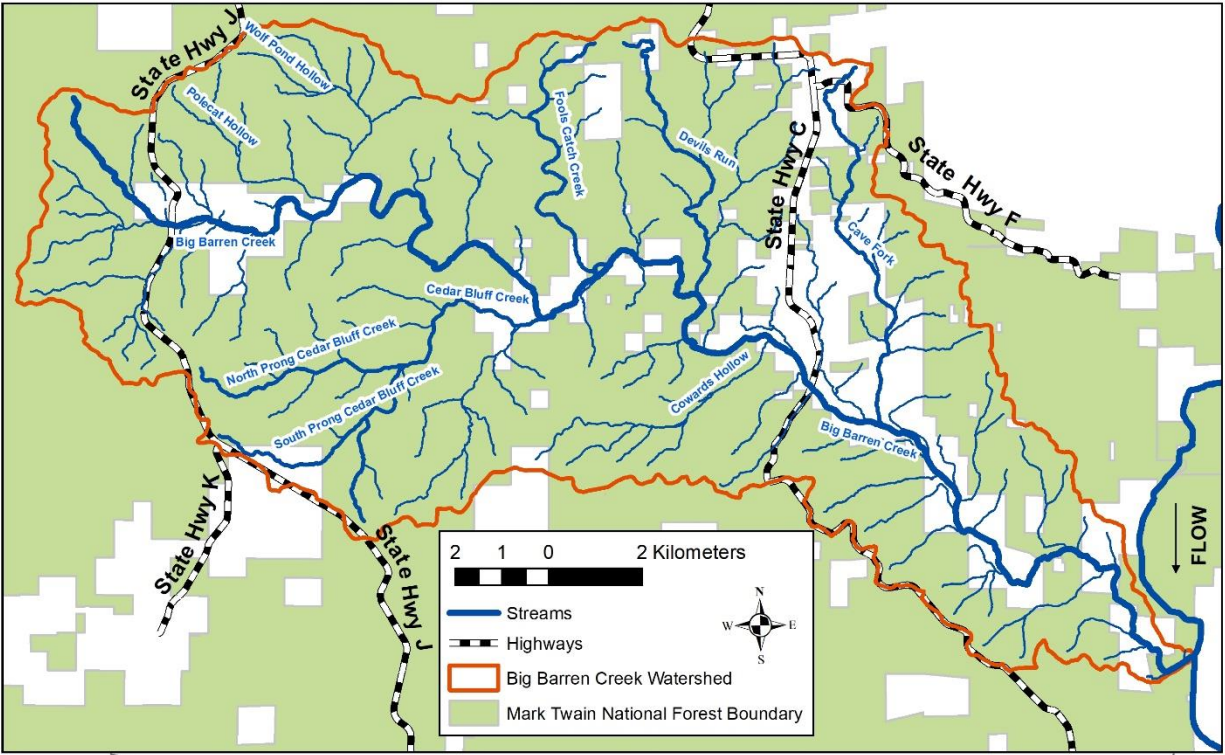 State Hwy J
Wolf Pond Hollow
Polecat Hollow
Fools Catch Creek
Devils Run
State Hwy C
State Hwy F
Cave Fork
Big Barren Creek
Cedar Bluff Creek
North Prong Cedar Bluff Creek
South Prong Cedar Bluff Creek
Cowards Hollow
Big Barren Creek
State Hwy K
State Hwy J
FLOW
2 1 0 2 Kilometers
Streams
Highways
Big Barren Creek Watershed
Mark Twain National Forest Boundary
N
W E
S